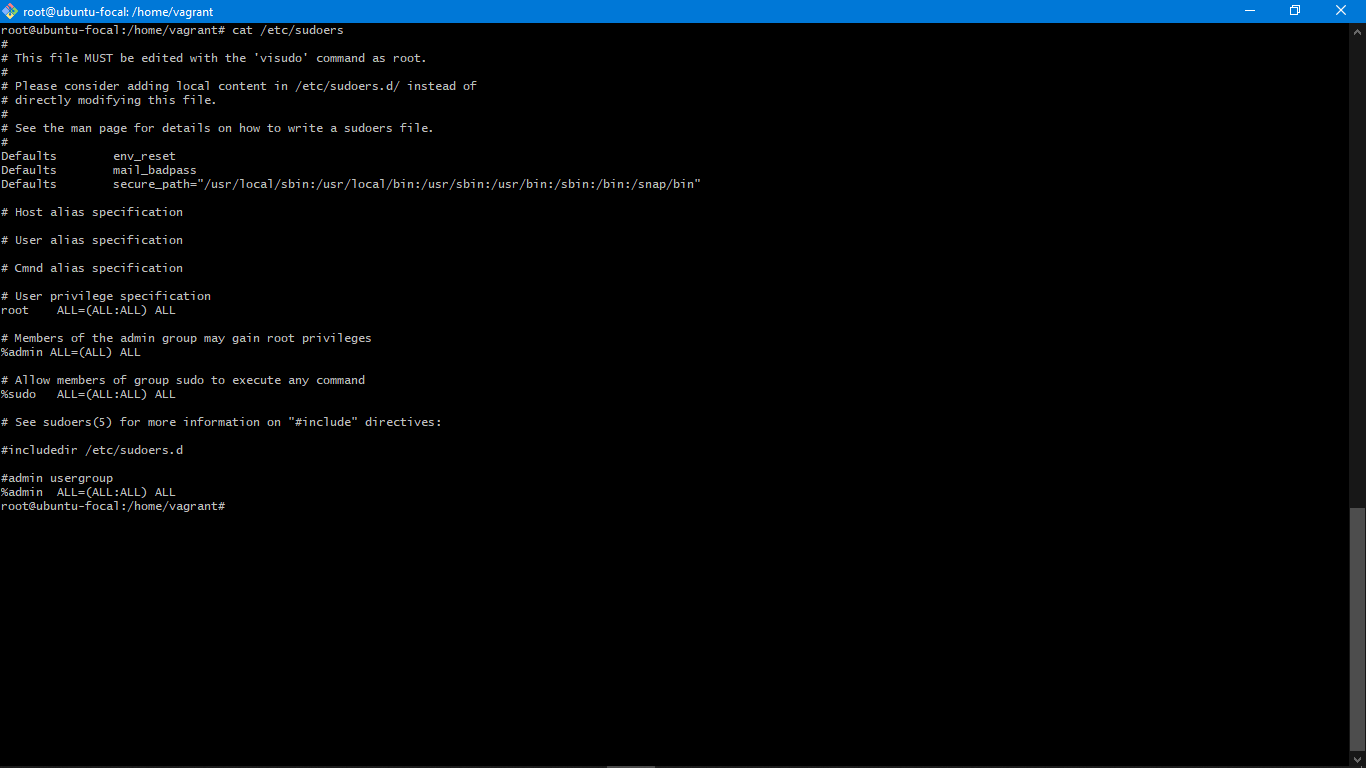 root@ubuntu-focal: /home/vagrant
root@ubuntu-focal:/home/vagrant# cat /etc/sudoers
#
# This file MUST be edited with the 'visudo' command as root.
#
# Please consider adding local content in /etc/sudoers.d/ instead of
# directly modifying this file.
#
# See the man page for details on how to write a sudoers file.
#
Defaults        env_reset
Defaults        mail_badpass
Defaults        secure_path="/usr/local/sbin:/usr/local/bin:/usr/sbin:/usr/bin:/sbin:/bin:/snap/bin"

# Host alias specification

# User alias specification

# Cmnd alias specification

# User privilege specification
root    ALL=(ALL:ALL) ALL

# Members of the admin group may gain root privileges
%admin ALL=(ALL) ALL

# Allow members of group sudo to execute any command
%sudo   ALL=(ALL:ALL) ALL

# See sudoers(5) for more information on "#include" directives:

#includedir /etc/sudoers.d

#admin usergroup
%admin  ALL=(ALL:ALL) ALL
root@ubuntu-focal:/home/vagrant#